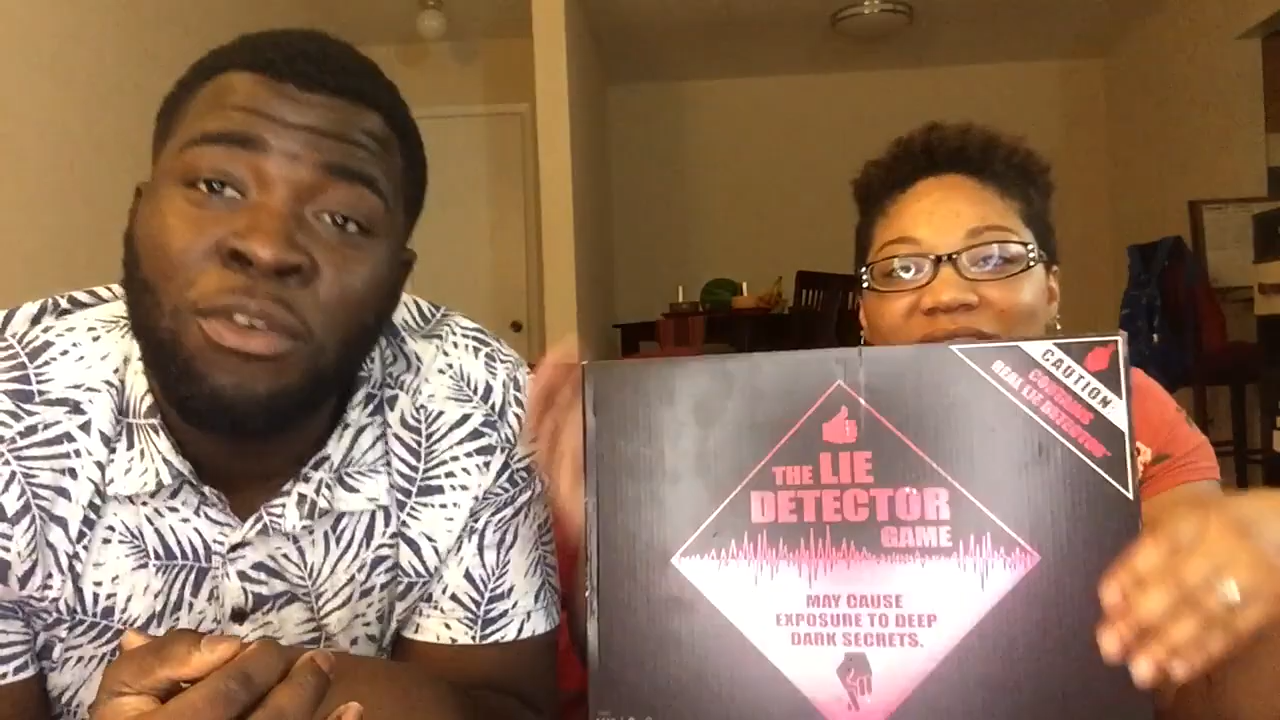 CAUTION:
CONTAINS
REAL LIE DETECTOR
THE LIE
DETECTOR
GAME
MAY CAUSE
EXPOSURE TO DEEP
DARK SECRETS.